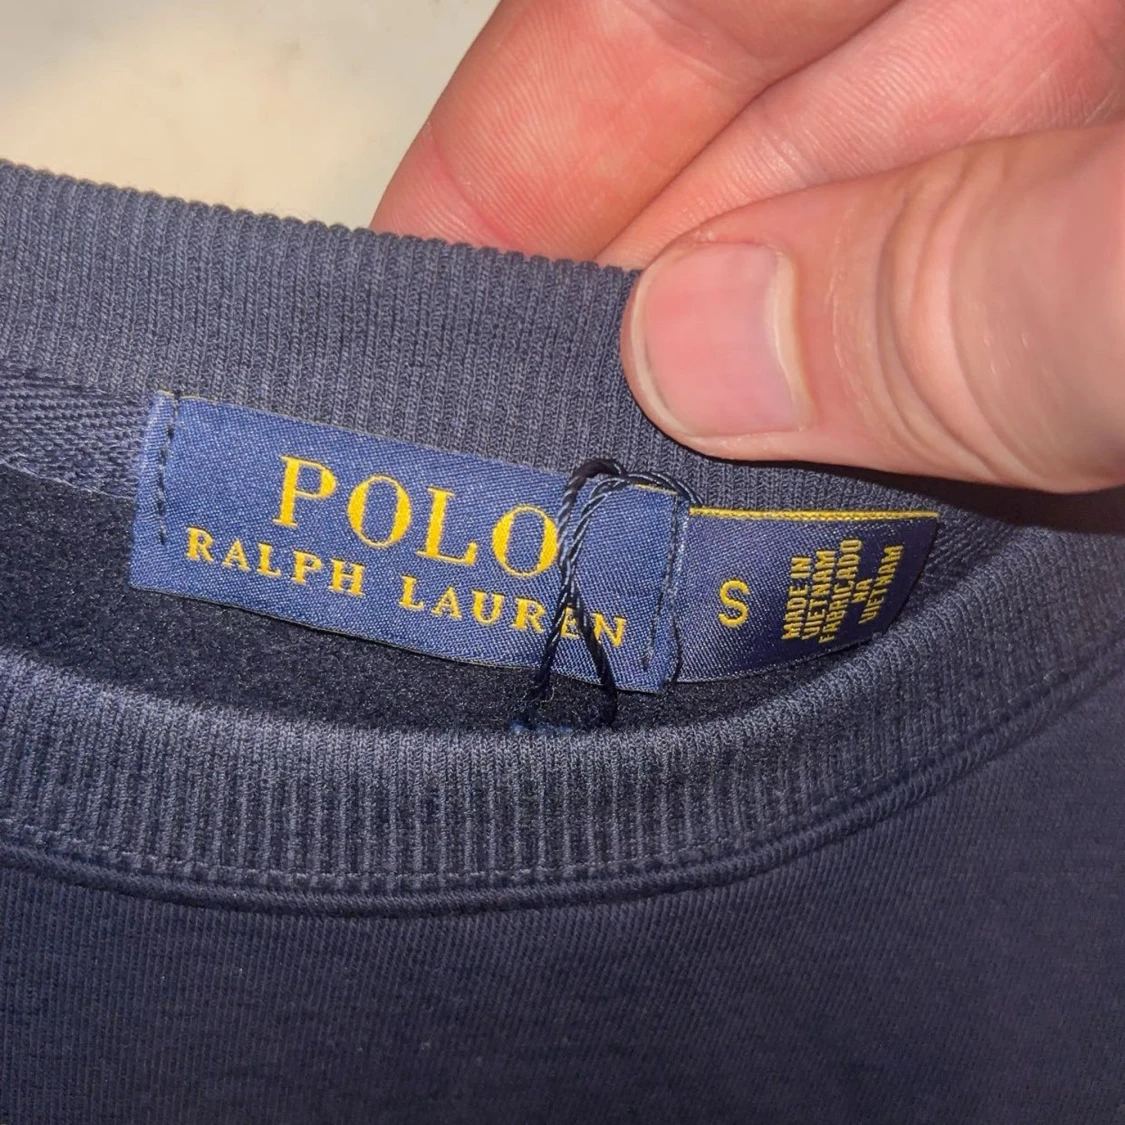 POLO
RALPH LAUREN
S
MADE IN
VIETNAM
FABRICADO
NA
VIETNAM